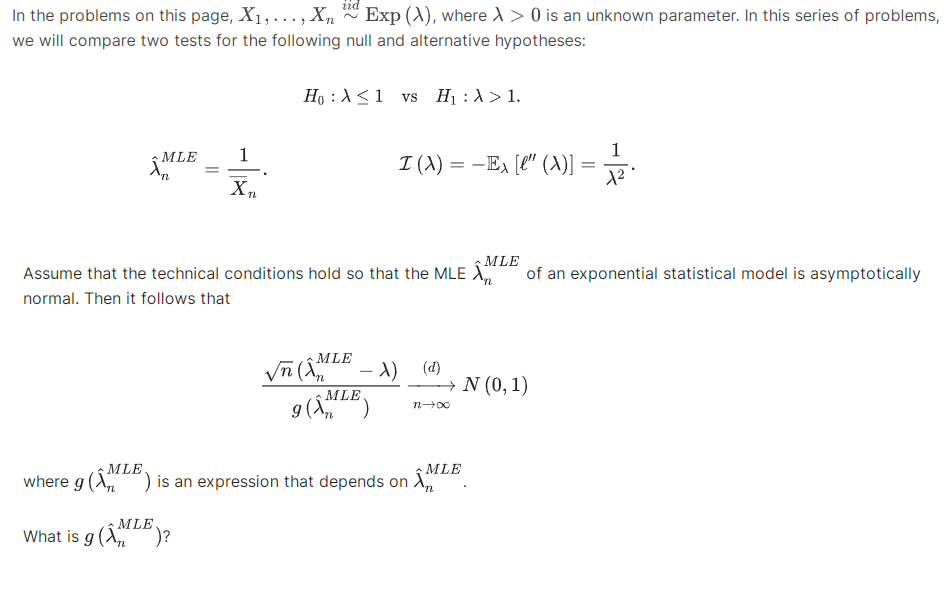 In the problems on this page, $X_1, \ldots, X_n \overset{iid}{\sim} \operatorname{Exp}(\lambda)$, where $\lambda > 0$ is an unknown parameter. In this series of problems,
we will compare two tests for the following null and alternative hypotheses:
$H_0 : \lambda \leq 1 \quad \text{vs} \quad H_1 : \lambda > 1.$
$\hat{\lambda}_n^{MLE} = \frac{1}{\overline{X}_n}. \qquad \mathcal{I}(\lambda) = -\mathbb{E}_\lambda[\ell''(\lambda)] = \frac{1}{\lambda^2}.$
Assume that the technical conditions hold so that the MLE $\hat{\lambda}_n^{MLE}$ of an exponential statistical model is asymptotically
normal. Then it follows that
$\frac{\sqrt{n}(\hat{\lambda}_n^{MLE} - \lambda)}{g(\hat{\lambda}_n^{MLE})} \xrightarrow[n \to \infty]{(d)} N(0, 1)$
where $g(\hat{\lambda}_n^{MLE})$ is an expression that depends on $\hat{\lambda}_n^{MLE}$.
What is $g(\hat{\lambda}_n^{MLE})$?